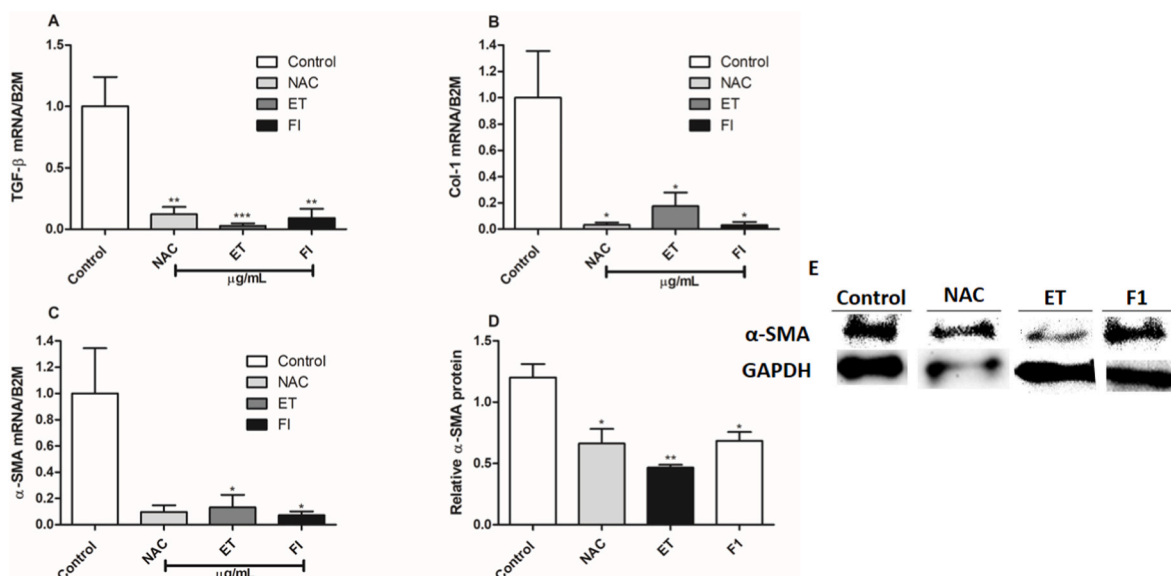 A
TGF-β mRNA/B2M
1.5
1.0
0.5
0.0
Control
NAC
ET
FI
**
***
**
Control
NAC
ET
FI
μg/mL
B
Col-1 mRNA/B2M
1.4
1.2
1.0
0.8
0.6
0.4
0.2
0.0
Control
NAC
ET
FI
*
*
*
Control
NAC
ET
FI
μg/mL
C
α-SMA mRNA/B2M
1.4
1.2
1.0
0.8
0.6
0.4
0.2
0.0
Control
NAC
ET
FI
*
*
Control
NAC
ET
FI
μg/mL
D
Relative α-SMA protein
1.5
1.0
0.5
0.0
*
**
*
Control
NAC
ET
F1
E
Control NAC ET F1
α-SMA
GAPDH